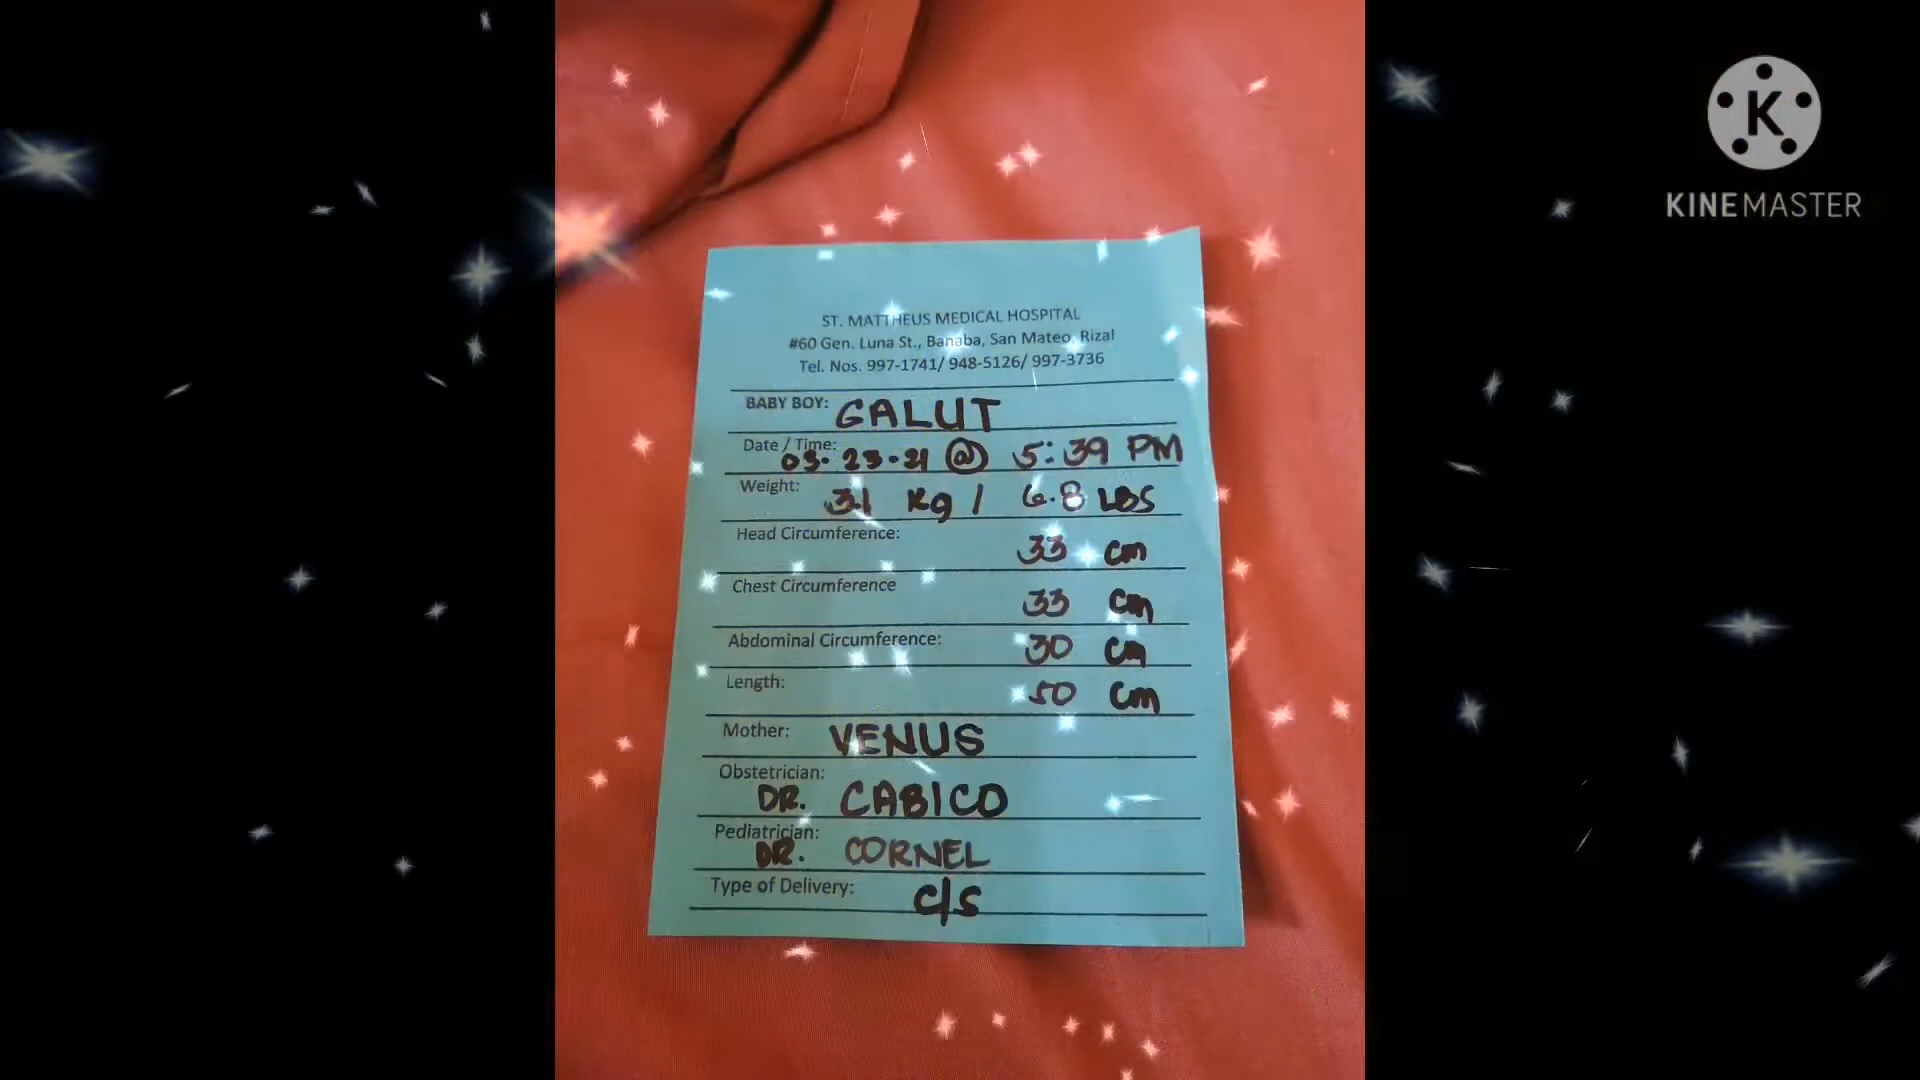 K
KINEMASTER
ST. MATTHEUS MEDICAL HOSPITAL
#60 Gen. Luna St., Banaba, San Mateo, Rizal
Tel. Nos. 997-1741/ 948-5126/ 997-3736
BABY BOY: GALUT
Date / Time: 03-23-21 @ 5:39 PM
Weight: 3.1 Kg / 6.8 LBS
Head Circumference: 33 cm
Chest Circumference 33 cm
Abdominal Circumference: 30 cm
Length: 50 cm
Mother: VENUS
Obstetrician: DR. CABICO
Pediatrician: DR. CORNEL
Type of Delivery: C/S